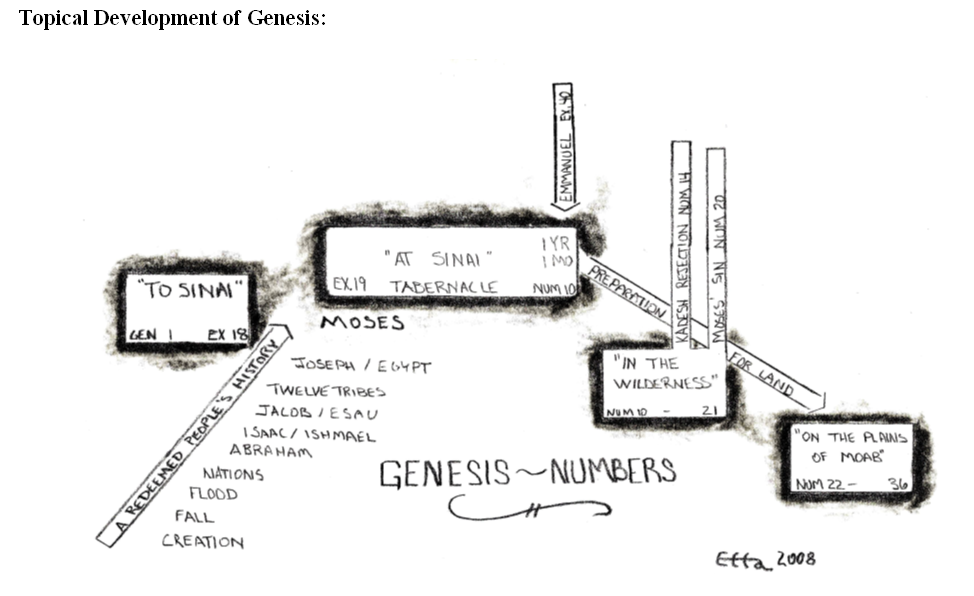 Topical Development of Genesis:
EMMANUEL EX. 40
KADESH REJECTION NUM 14
MOSES' SIN NUM 20
"TO SINAI"
GEN 1 EX 18
"AT SINAI"
1 YR
1 MO
EX.19 TABERNACLE NUM 10
MOSES
PREPARATION
FOR LAND
A REDEEMED PEOPLE'S HISTORY
JOSEPH / EGYPT
TWELVE TRIBES
JACOB / ESAU
ISAAC / ISHMAEL
ABRAHAM
NATIONS
FLOOD
FALL
CREATION
"IN THE
WILDERNESS"
NUM 10 - 21
"ON THE PLAINS
OF MOAB"
NUM 22 - 36
GENESIS ~ NUMBERS
Etta 2008